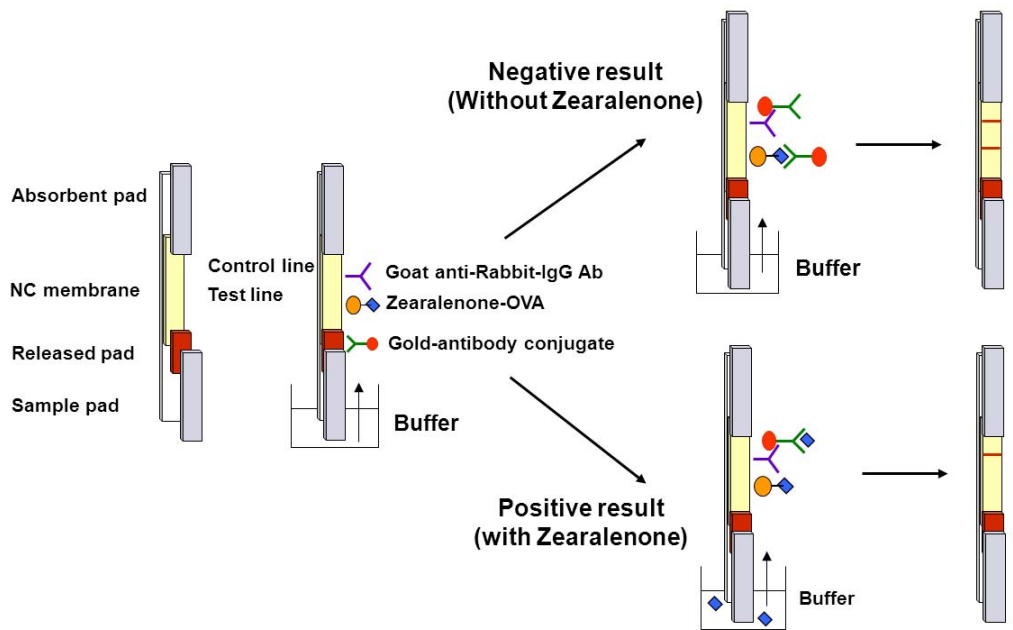 Negative result
(Without Zearalenone)
Absorbent pad
NC membrane
Released pad
Sample pad
Control line
Test line
Goat anti-Rabbit-IgG Ab
Zearalenone-OVA
Gold-antibody conjugate
Buffer
Buffer
Positive result
(with Zearalenone)
Buffer